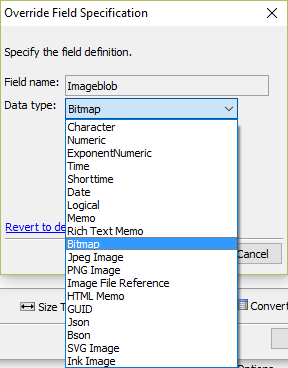 Override Field Specification
Specify the field definition.
Field name: Imageblob
Data type: Bitmap
Character
Numeric
ExponentNumeric
Time
Shorttime
Date
Logical
Memo
Rich Text Memo
Revert to de
Bitmap
Cancel
Jpeg Image
PNG Image
Image File Reference
HTML Memo
Size T
Convert
GUID
Json
Bson
SVG Image
Ink Image